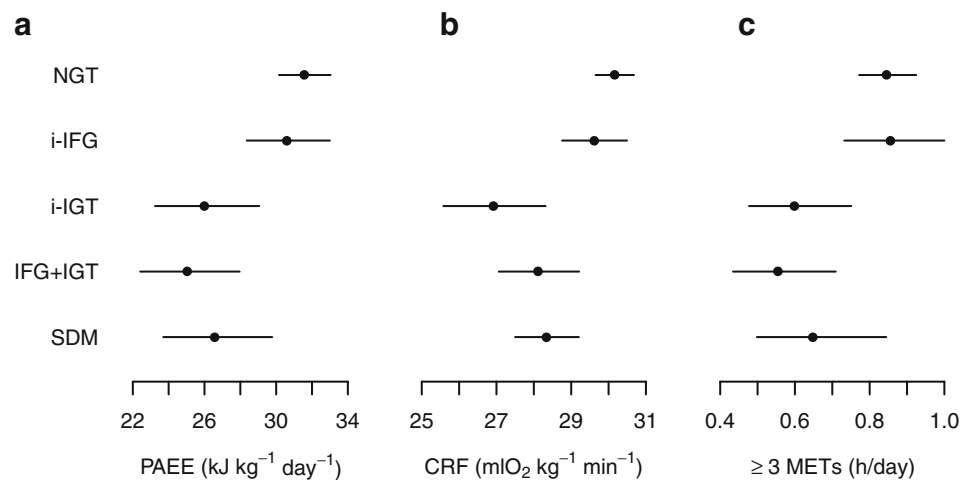 a b c
NGT
i-IFG
i-IGT
IFG+IGT
SDM
22 26 30 34 25 27 29 31 0.4 0.6 0.8 1.0
PAEE (kJ kg⁻¹ day⁻¹) CRF (mlO₂ kg⁻¹ min⁻¹) ≥ 3 METs (h/day)